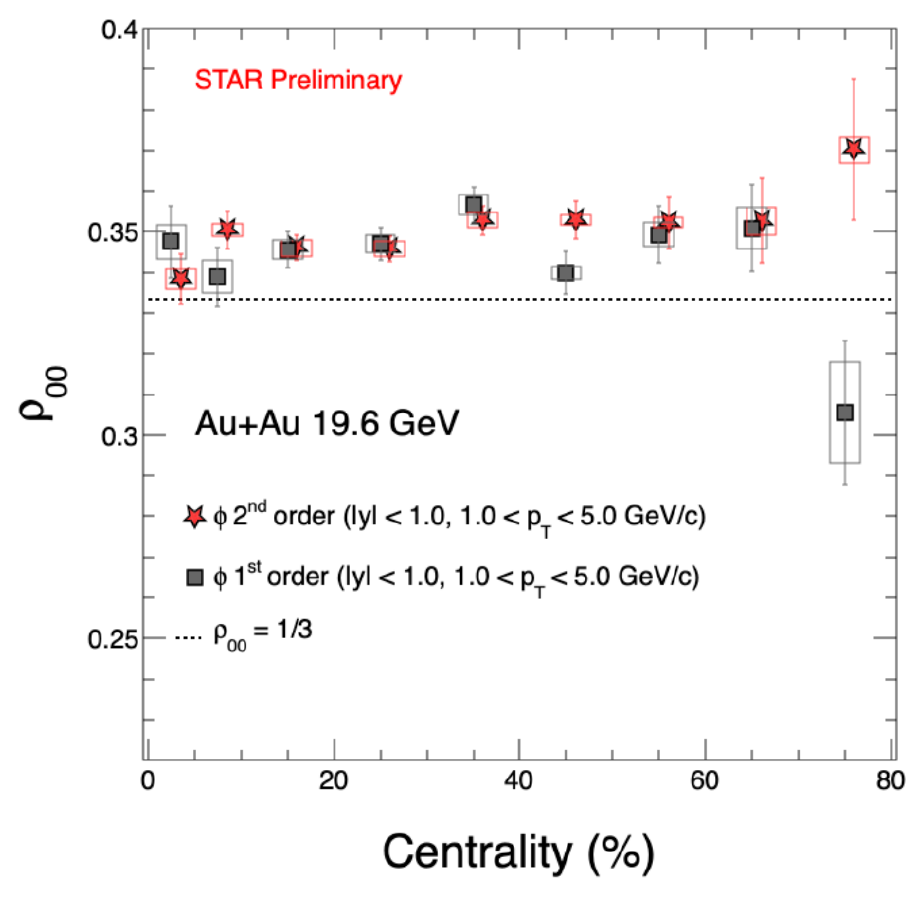 0.4
STAR Preliminary
0.35
ρ00
0.3
Au+Au 19.6 GeV
ϕ 2nd order (|y| < 1.0, 1.0 < pT < 5.0 GeV/c)
ϕ 1st order (|y| < 1.0, 1.0 < pT < 5.0 GeV/c)
0.25
ρ00 = 1/3
0 20 40 60 80
Centrality (%)